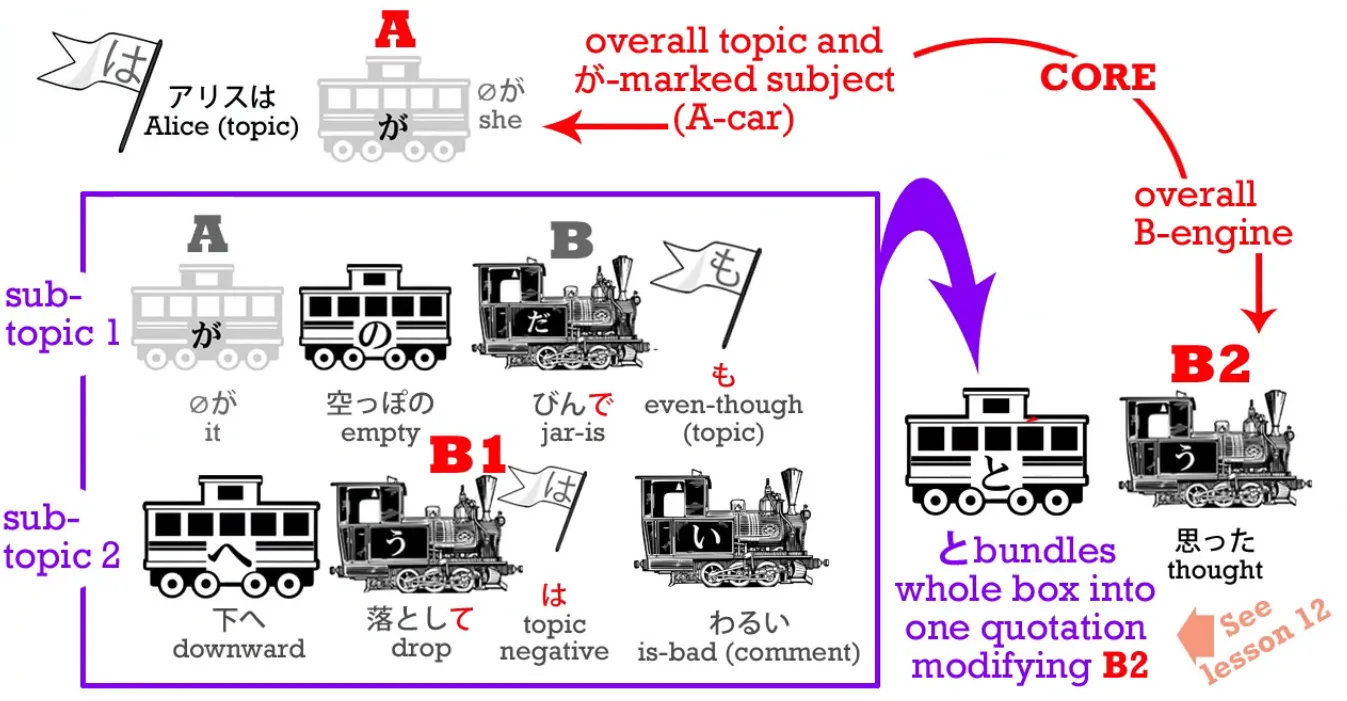 は
アリスは
Alice (topic)
A
が
∅が
she
overall topic and
が-marked subject
(A-car)
CORE
overall
B-engine
sub-
topic 1
A
が
∅が
it
の
空っぽの
empty
B
だ
びんで
jar-is
も
も
even-though
(topic)
sub-
topic 2
へ
下へ
downward
B1
う
落として
drop
は
は
topic
negative
い
わるい
is-bad (comment)
と
とbundles
whole box into
one quotation
modifying B2
B2
う
思った
thought
See
lesson 12